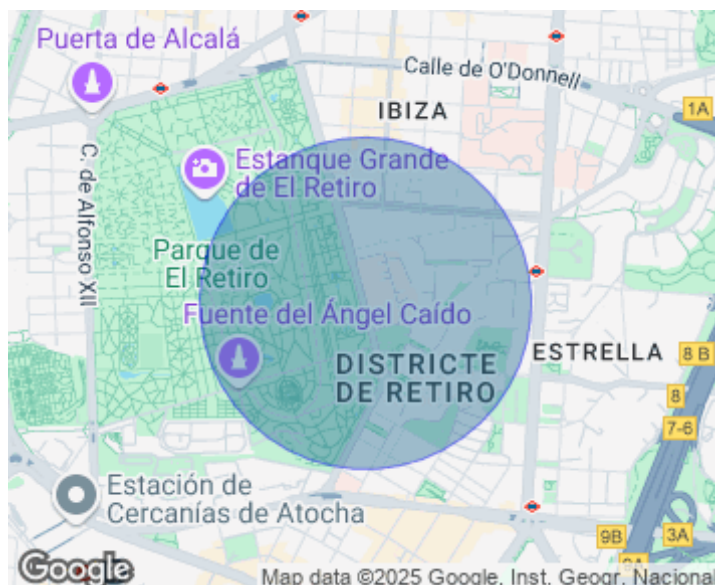 Puerta de Alcalá
Calle de O'Donnell
IBIZA
1A
C. de Alfonso XII
Estanque Grande
de El Retiro
Parque de
El Retiro
Fuente del Ángel Caído
DISTRICTE
DE RETIRO
ESTRELLA
8 B
8
7-6
Estación de
Cercanías de Atocha
9B
3A
Google
Map data ©2025 Google, Inst. Geogr. Nacional